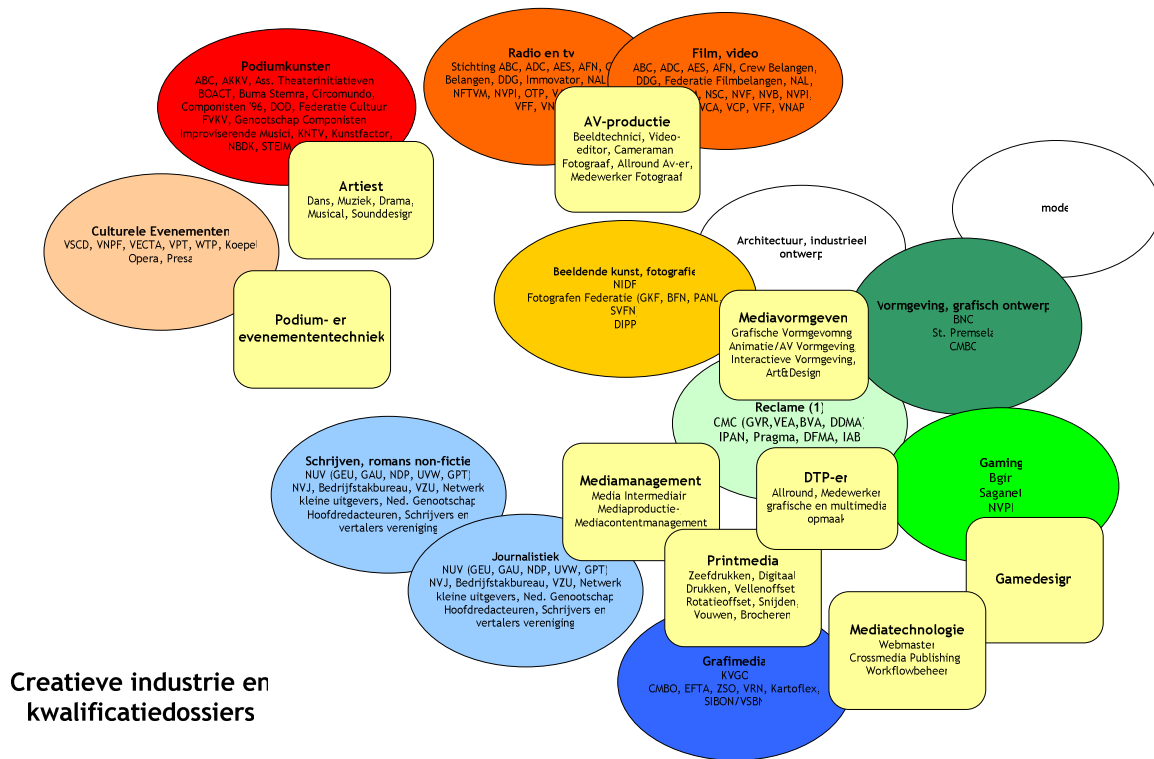 Podiumkunsten
ABC, AKKV, Ass. Theaterinitiatieven
BOACT, Buma Stemra, Circomundo,
Componisten '96, DOD, Federatie Cultuur
FVKV, Genootschap Componisten
Improviserende Musici, KNTV, Kunstfactor,
NBDK, STEIM,
Radio en tv
Stichting ABC, ADC, AES, AFN,
Belangen, DDG, Immovator, NAL
NFTVM, NVPI, OTP,
VFF,
Film, video
ABC, ADC, AES, AFN, Crew Belangen,
DDG, Federatie Filmbelangen, NAL,
NSC, NVF, NVB, NVPI,
VCA, VCP, VFF, VNAP
AV-productie
Beeldtechnici, Video-
editor, Cameraman
Fotograaf, Allround Av-er,
Medewerker Fotograaf
Artiest
Dans, Muziek, Drama,
Musical, Sounddesign
Culturele Evenementen
VSCD, VNPF, VECTA, VPT, WTP, Koepel
Opera, Presa
Podium- en
evenemententechniek
mode
Architectuur, industrieel
ontwerp
Beeldende kunst, fotografie
NIDF
Fotografen Federatie (GKF, BFN, PANL,
SVFN
DIPP
Mediavormgeven
Grafische Vormgevomng
Animatie/AV Vormgeving
Interactieve Vormgeving,
Art&Design
Vormgeving, grafisch ontwerp
BNO
St. Premsela
CMBO
Reclame (1)
CMC (GVR,VEA,BVA, DDMA)
IPAN, Pragma, DFMA, IAB
Schrijven, romans non-fictie
NUV (GEU, GAU, NDP, UVW, GPT)
NVJ, Bedrijfstakbureau, VZU, Netwerk
kleine uitgevers, Ned. Genootschap
Hoofdredacteuren, Schrijvers en
vertalers vereniging
Mediamanagement
Media Intermediair
Mediaproductie-
Mediacontentmanagement
DTP-er
Allround, Medewerker
grafische en multimedia
opmaak
Gaming
Bgin
Saganet
NVPI
Journalistiek
NUV (GEU, GAU, NDP, UVW, GPT)
NVJ, Bedrijfstakbureau, VZU, Netwerk
kleine uitgevers, Ned. Genootschap
Hoofdredacteuren, Schrijvers en
vertalers vereniging
Printmedia
Zeefdrukken, Digitaal
Drukken, Vellenoffset
Rotatieoffset, Snijden,
Vouwen, Brocheren
Gamedesign
Mediatechnologie
Webmaster
Crossmedia Publishing
Workflowbeheer
Grafimedia
KVGO
CMBO, EFTA, ZSO, VRN, Kartoflex,
SIBON/VSBN
Creatieve industrie en
kwalificatiedossiers